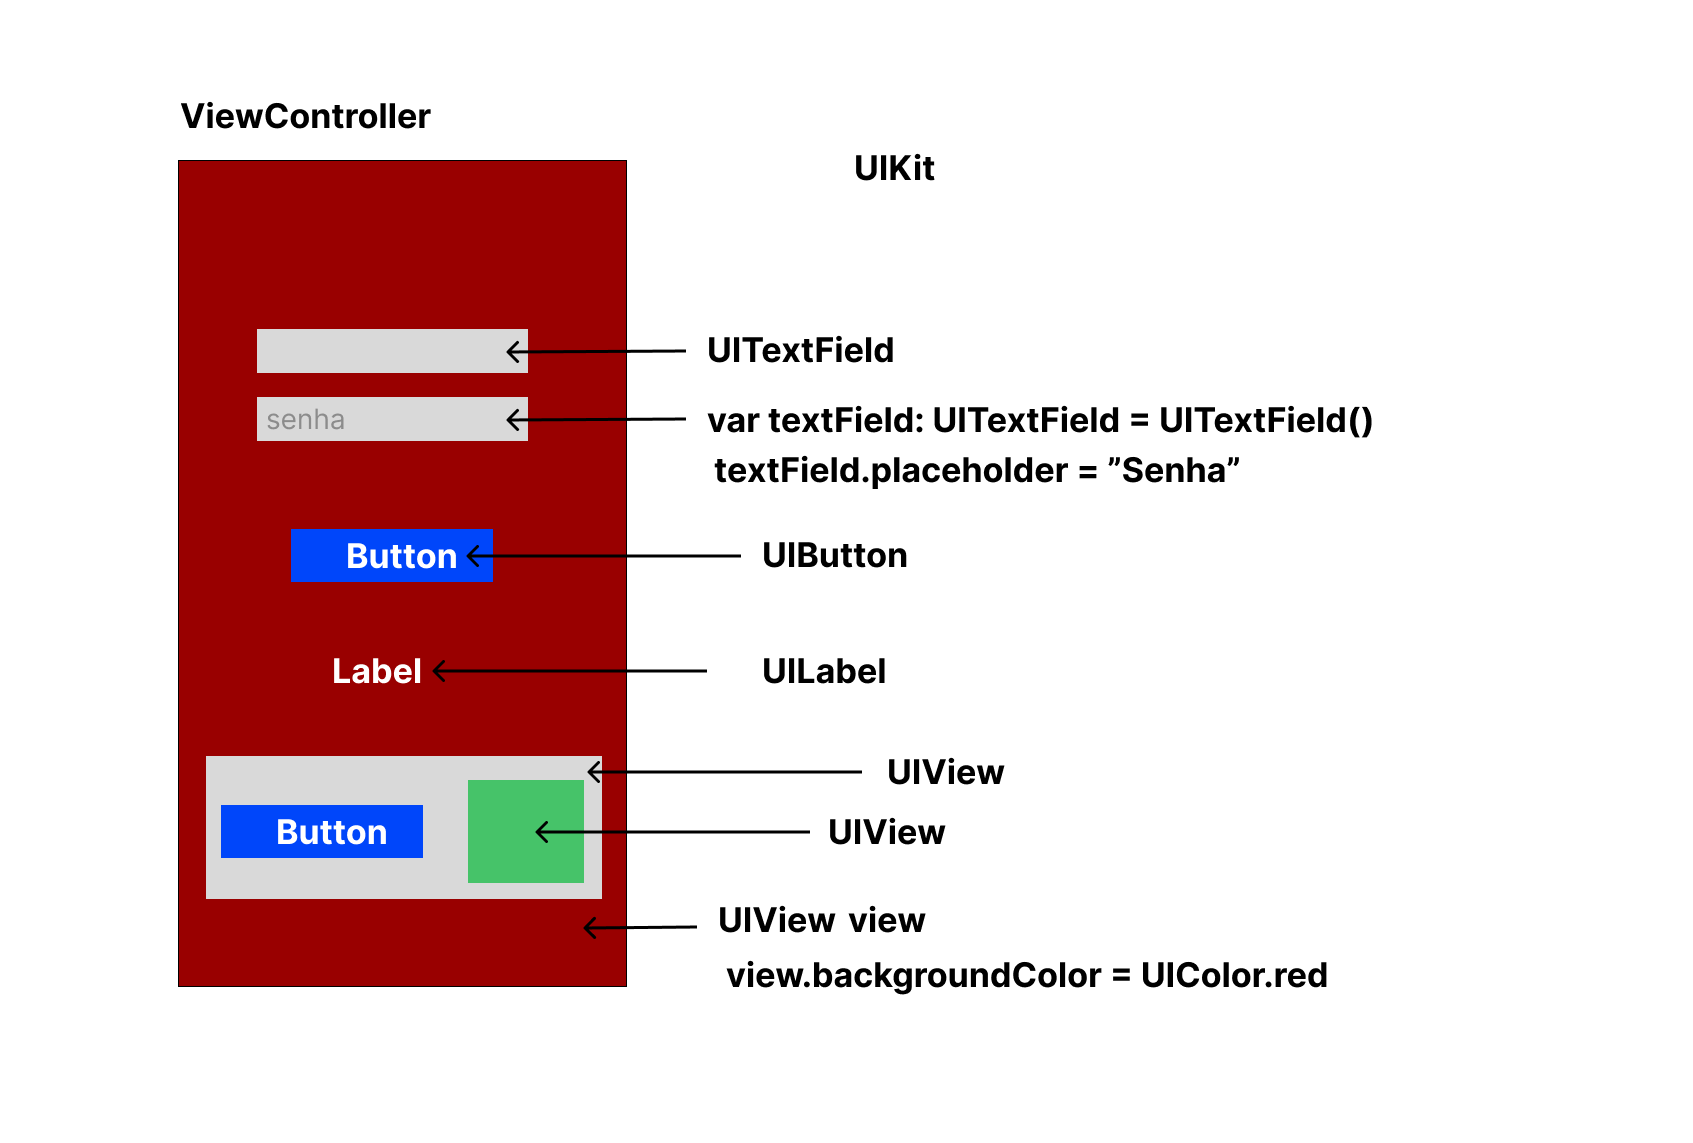 ViewController
UIKit
UITextField
senha
var textField: UITextField = UITextField()
textField.placeholder = ”Senha”
Button
UIButton
Label
UILabel
UIView
Button
UIView
UIView view
view.backgroundColor = UIColor.red